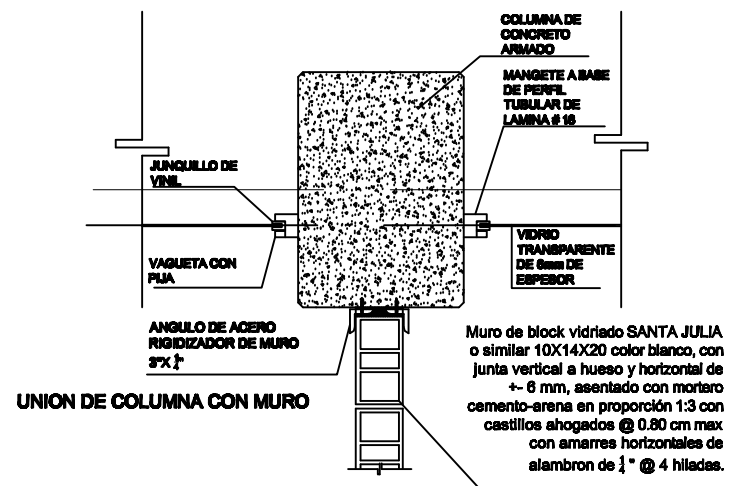 COLUMNA DE
CONCRETO
ARMADO
MANGETE A BASE
DE PERFIL
TUBULAR DE
LAMINA # 16
JUNQUILLO DE
VINIL
VAGUETA CON
PIJA
VIDRIO
TRANSPARENTE
DE 6mm DE
ESPESOR
ANGULO DE ACERO
RIGIDIZADOR DE MURO
3"X ¼"
UNION DE COLUMNA CON MURO
Muro de block vidriado SANTA JULIA
o similar 10X14X20 color blanco, con
junta vertical a hueso y horizontal de
+- 6 mm, asentado con mortero
cemento-arena en proporción 1:3 con
castillos ahogados @ 0.80 cm max
con amarres horizontales de
alambron de ¼ " @ 4 hiladas.